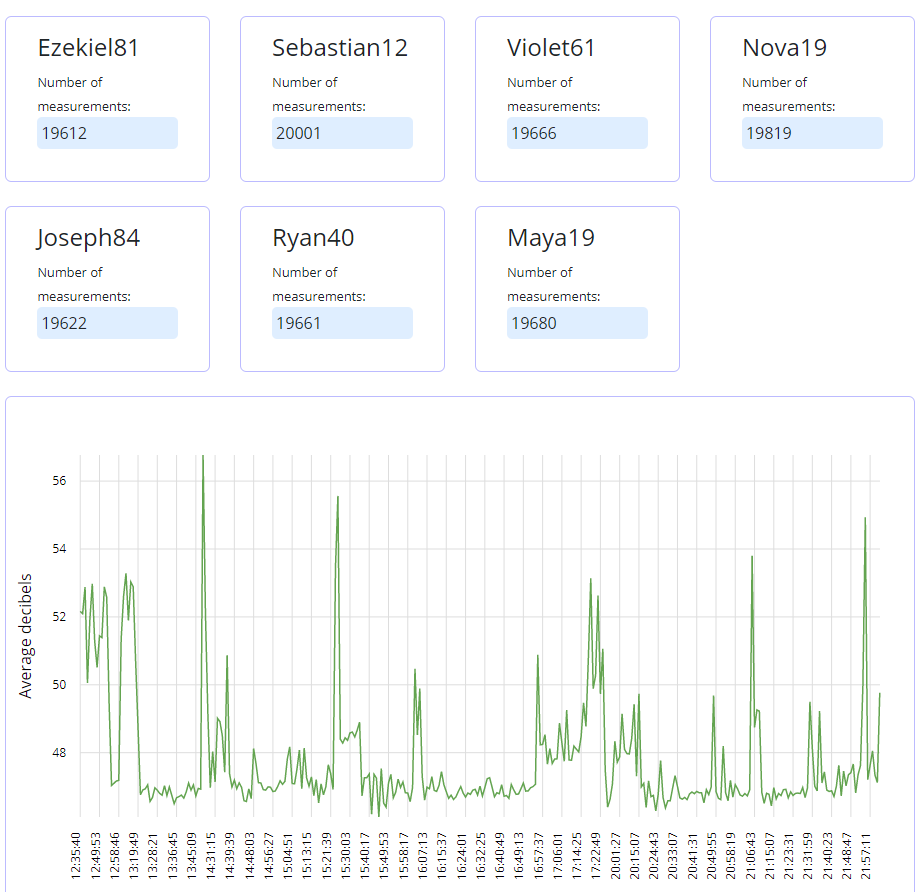 Ezekiel81
Number of
measurements:
19612
Sebastian12
Number of
measurements:
20001
Violet61
Number of
measurements:
19666
Nova19
Number of
measurements:
19819
Joseph84
Number of
measurements:
19622
Ryan40
Number of
measurements:
19661
Maya19
Number of
measurements:
19680
Average decibels
56
54
52
50
48
12:35:40
12:49:53
12:58:46
13:19:49
13:28:21
13:36:45
13:45:09
14:31:15
14:39:39
14:48:03
14:56:27
15:04:51
15:13:15
15:21:39
15:30:03
15:40:17
15:49:53
15:58:17
16:07:13
16:15:37
16:24:01
16:32:25
16:40:49
16:49:13
16:57:37
17:06:01
17:14:25
17:22:49
20:01:27
20:15:07
20:24:43
20:33:07
20:41:31
20:49:55
20:58:19
21:06:43
21:15:07
21:23:31
21:31:59
21:40:23
21:48:47
21:57:11